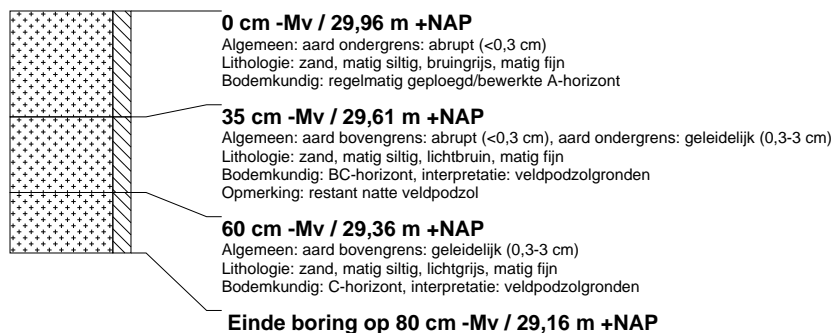 0 cm -Mv / 29,96 m +NAP
Algemeen: aard ondergrens: abrupt (<0,3 cm)
Lithologie: zand, matig siltig, bruingrijs, matig fijn
Bodemkundig: regelmatig geploegd/bewerkte A-horizont
35 cm -Mv / 29,61 m +NAP
Algemeen: aard bovengrens: abrupt (<0,3 cm), aard ondergrens: geleidelijk (0,3-3 cm)
Lithologie: zand, matig siltig, lichtbruin, matig fijn
Bodemkundig: BC-horizont, interpretatie: veldpodzolgronden
Opmerking: restant natte veldpodzol
60 cm -Mv / 29,36 m +NAP
Algemeen: aard bovengrens: geleidelijk (0,3-3 cm)
Lithologie: zand, matig siltig, lichtgrijs, matig fijn
Bodemkundig: C-horizont, interpretatie: veldpodzolgronden
Einde boring op 80 cm -Mv / 29,16 m +NAP